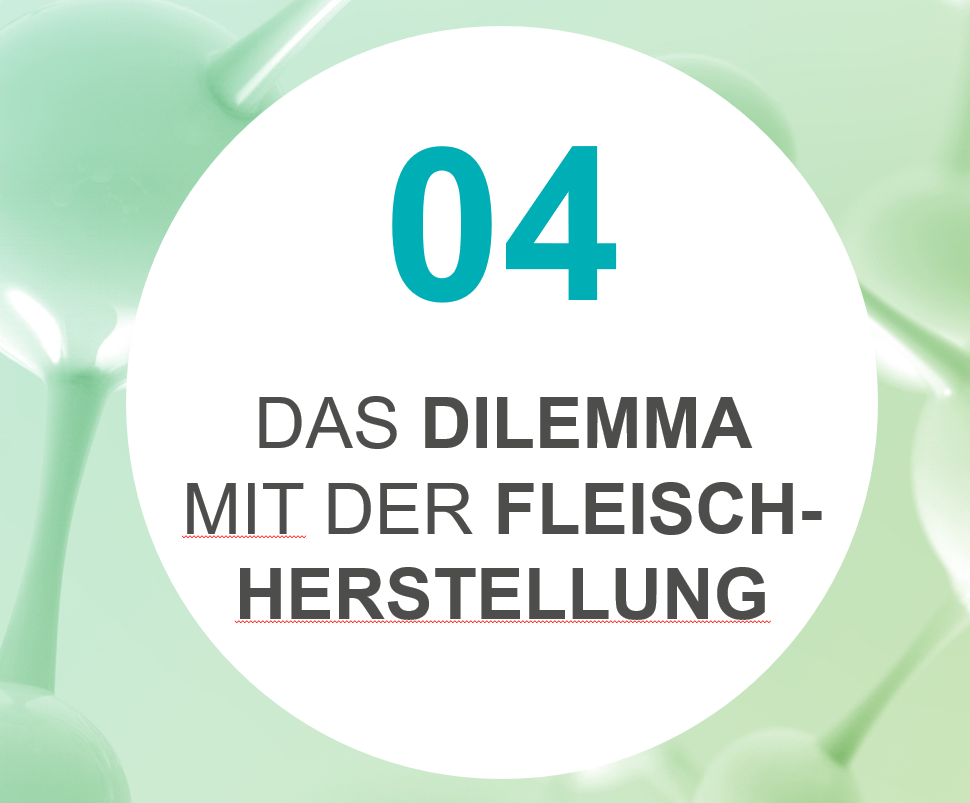 04
DAS DILEMMA
MIT DER FLEISCH-
HERSTELLUNG